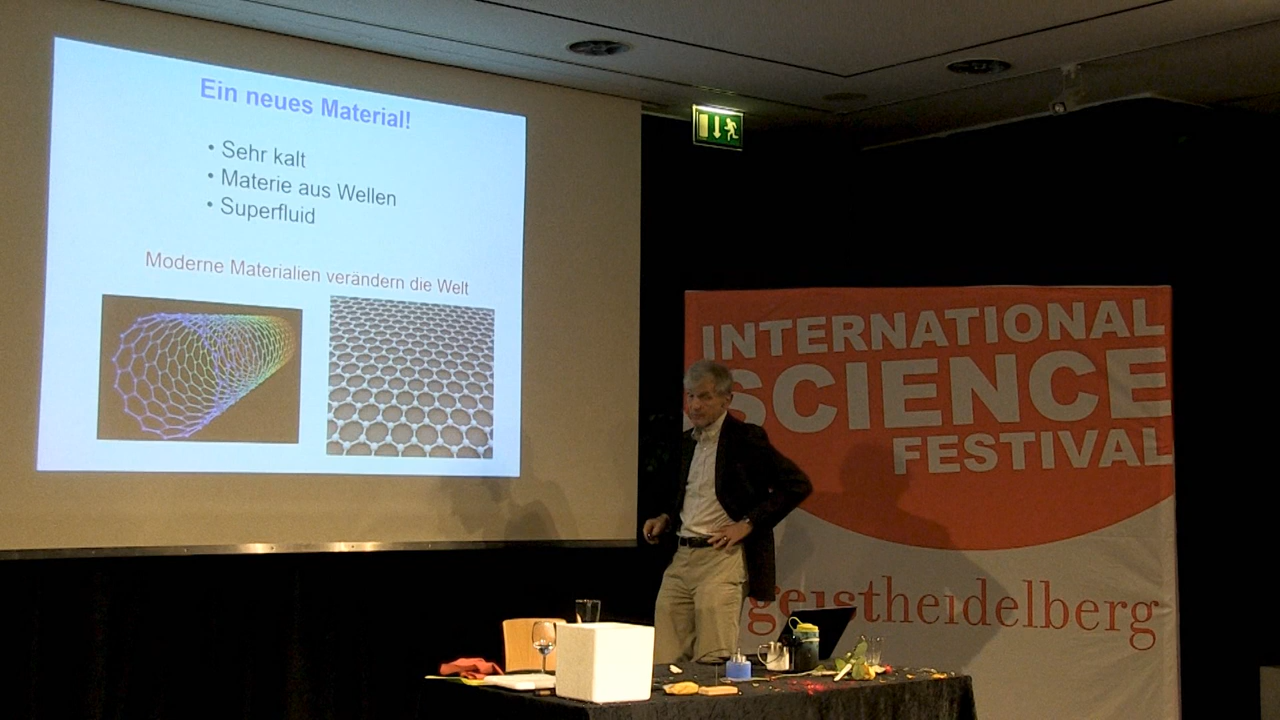 Ein neues Material!
• Sehr kalt
• Materie aus Wellen
• Superfluid
Moderne Materialien verändern die Welt
INTERNATIONAL
SCIENCE
FESTIVAL
geistheidelberg